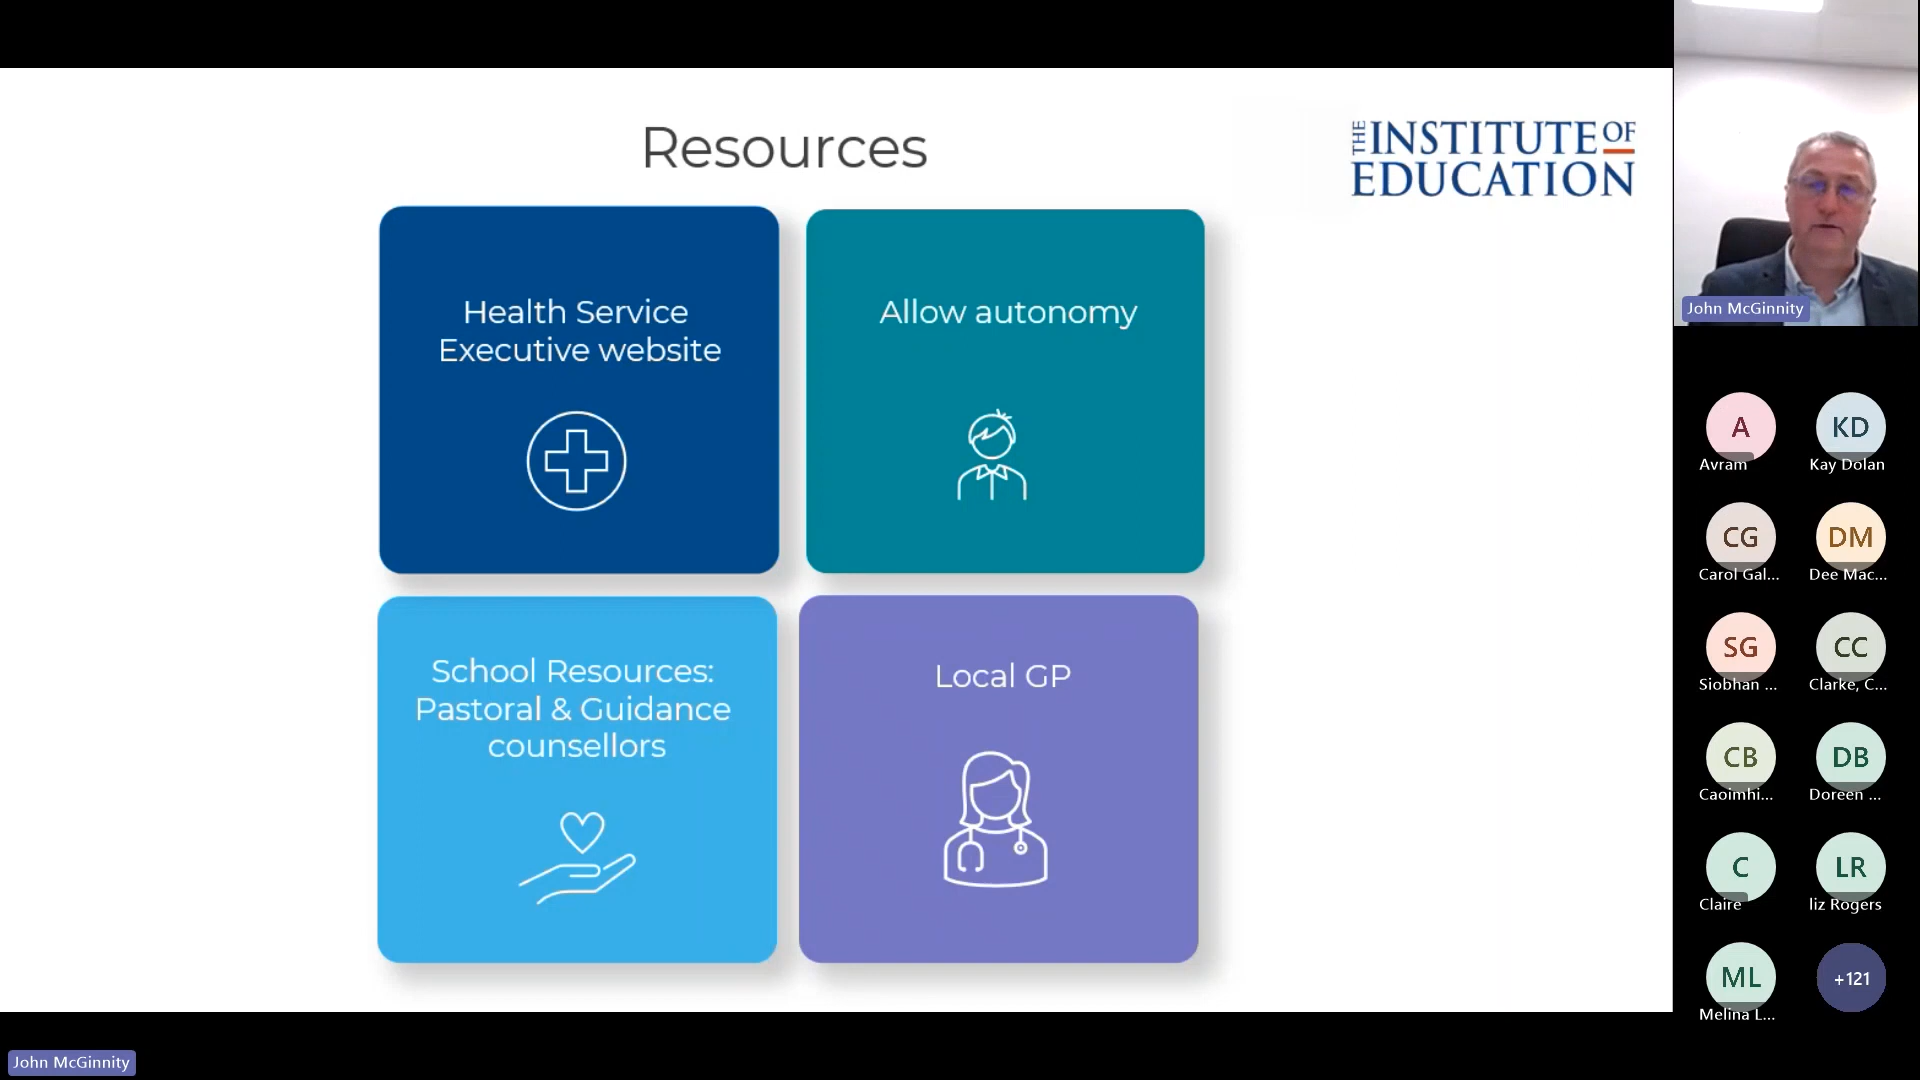 Resources
THE INSTITUTE OF
EDUCATION
Health Service
Executive website
Allow autonomy
School Resources:
Pastoral & Guidance
counsellors
Local GP
John McGinnity
A
Avram
KD
Kay Dolan
CG
Carol Gal...
DM
Dee Mac...
SG
Siobhan ...
CC
Clarke, C...
CB
Caoimhi...
DB
Doreen ...
C
Claire
LR
liz Rogers
ML
Melina L...
+121
John McGinnity